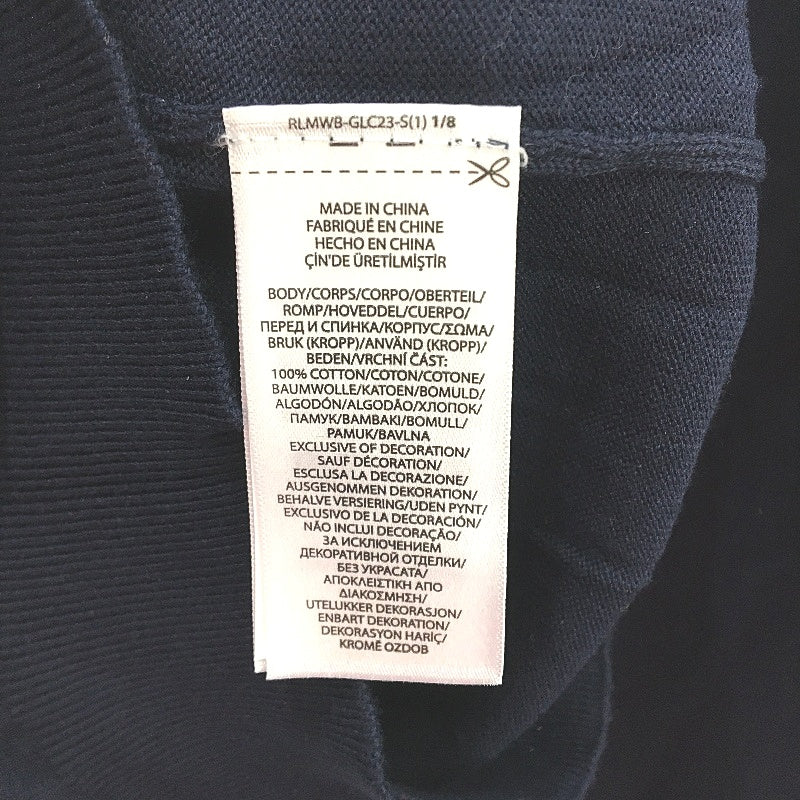 RLMWB-GLC23-S(1) 1/8
MADE IN CHINA
FABRIQUÉ EN CHINE
HECHO EN CHINA
ÇİN'DE ÜRETİLMİŞTİR
BODY/CORPS/CORPO/OBERTEIL/
ROMP/HOVEDDEL/CUERPO/
ПЕРЕД И СПИНКА/КОРПУС/ΣΩΜΑ/
BRUK (KROPP)/ANVÄND (KROPP)/
BEDEN/VRCHNÍ ČÁST:
100% COTTON/COTON/COTONE/
BAUMWOLLE/KATOEN/BOMULD/
ALGODÓN/ALGODÃO/ХЛОПОК/
ПАМУК/ΒΑΜΒΑΚΙ/BOMULL/
PAMUK/BAVLNA
EXCLUSIVE OF DECORATION/
SAUF DÉCORATION/
ESCLUSA LA DECORAZIONE/
AUSGENOMMEN DEKORATION/
BEHALVE VERSIERING/UDEN PYNT/
EXCLUSIVO DE LA DECORACIÓN/
NÃO INCLUI DECORAÇÃO/
ЗА ИСКЛЮЧЕНИЕМ
ДЕКОРАТИВНОЙ ОТДЕЛКИ/
БЕЗ УКРАСАТА/
ΑΠΟΚΛΕΙΣΤΙΚΗ ΑΠΟ
ΔΙΑΚΟΣΜΗΣΗ/
UTELUKKER DEKORASJON/
ENBART DEKORATION/
DEKORASYON HARİÇ/
KROMĚ OZDOB